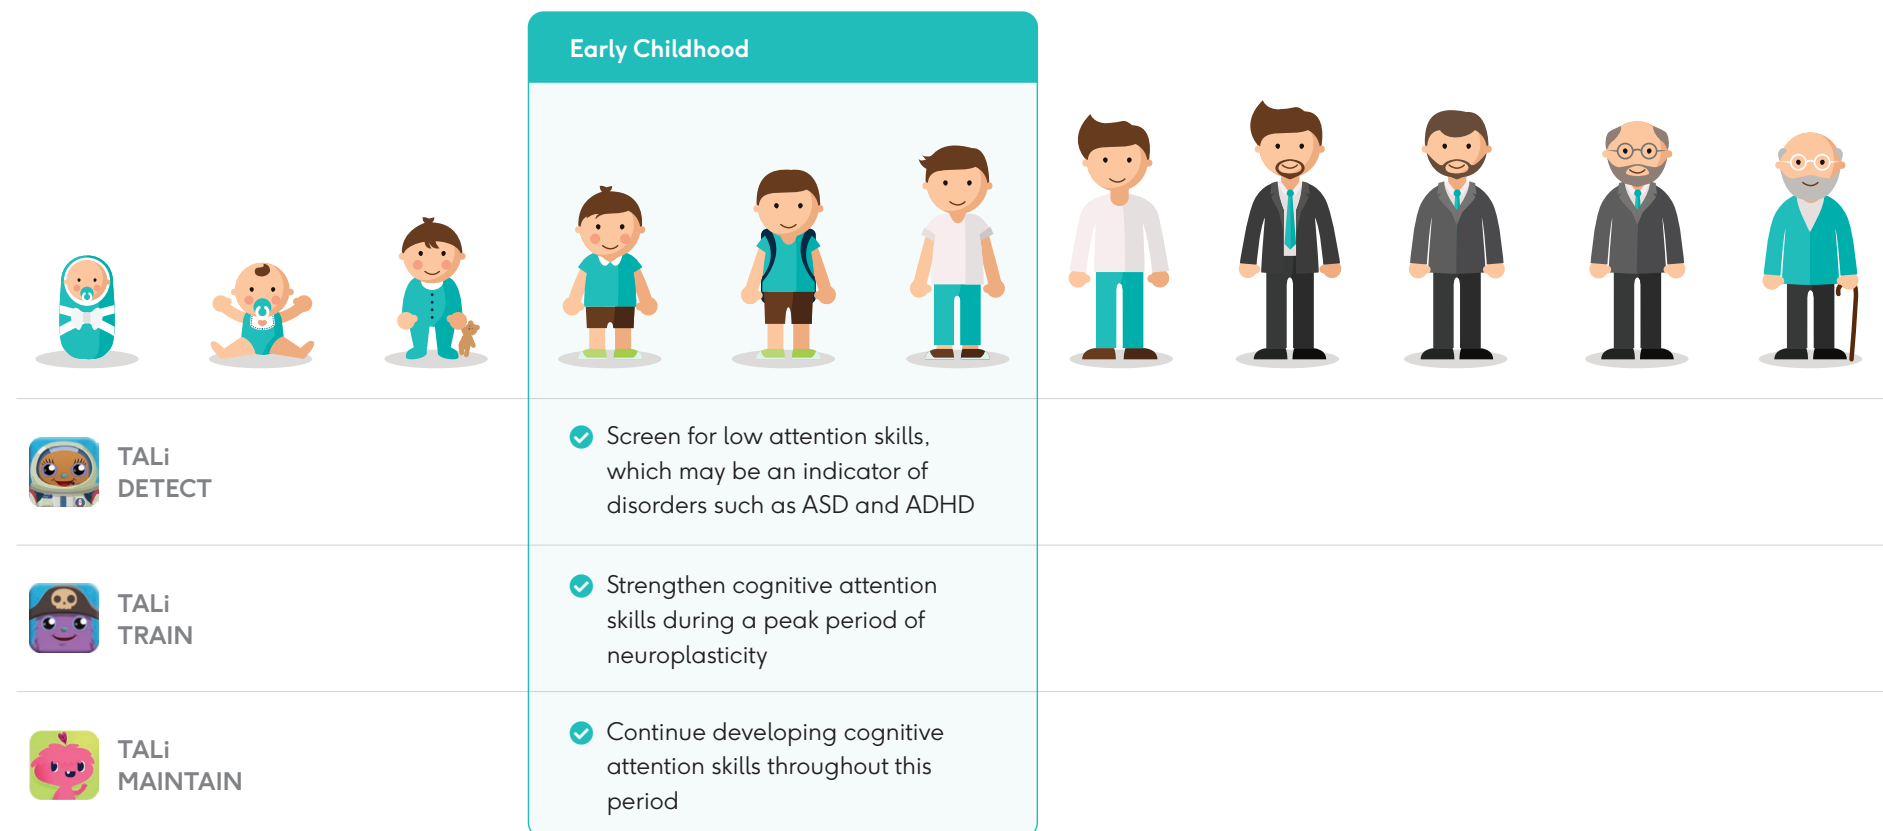 Early Childhood
TALi
DETECT
Screen for low attention skills,
which may be an indicator of
disorders such as ASD and ADHD
TALi
TRAIN
Strengthen cognitive attention
skills during a peak period of
neuroplasticity
TALi
MAINTAIN
Continue developing cognitive
attention skills throughout this
period